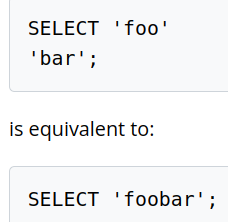 SELECT 'foo'
'bar';
is equivalent to:
SELECT 'foobar';